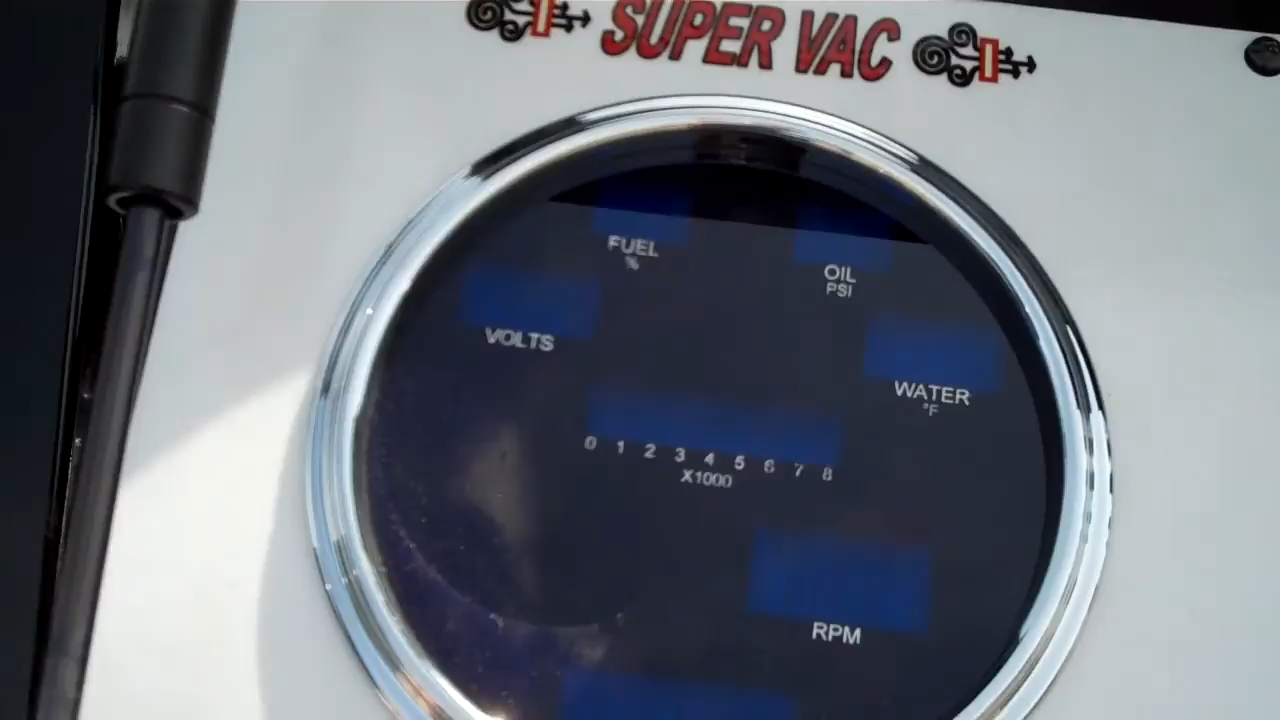 SUPER VAC
FUEL
%
OIL
PSI
VOLTS
WATER
°F
0 1 2 3 4 5 6 7 8
X1000
RPM